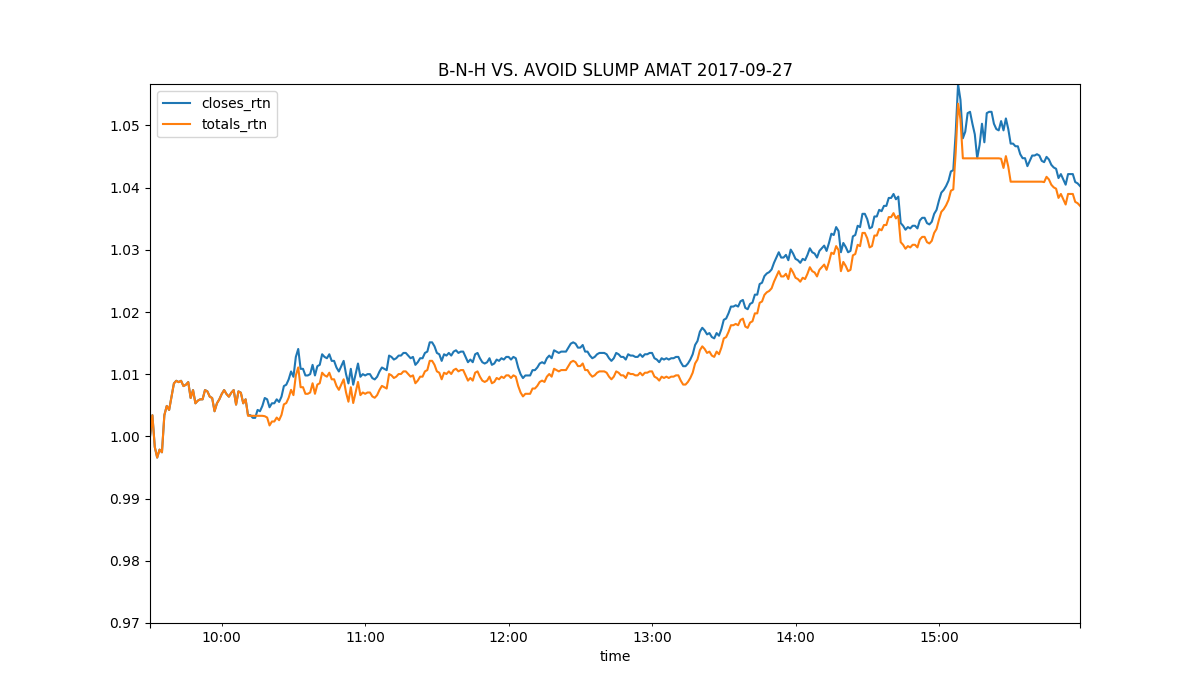 B-N-H VS. AVOID SLUMP AMAT 2017-09-27
closes_rtn
totals_rtn
1.05
1.04
1.03
1.02
1.01
1.00
0.99
0.98
0.97
10:00 11:00 12:00 13:00 14:00 15:00
time